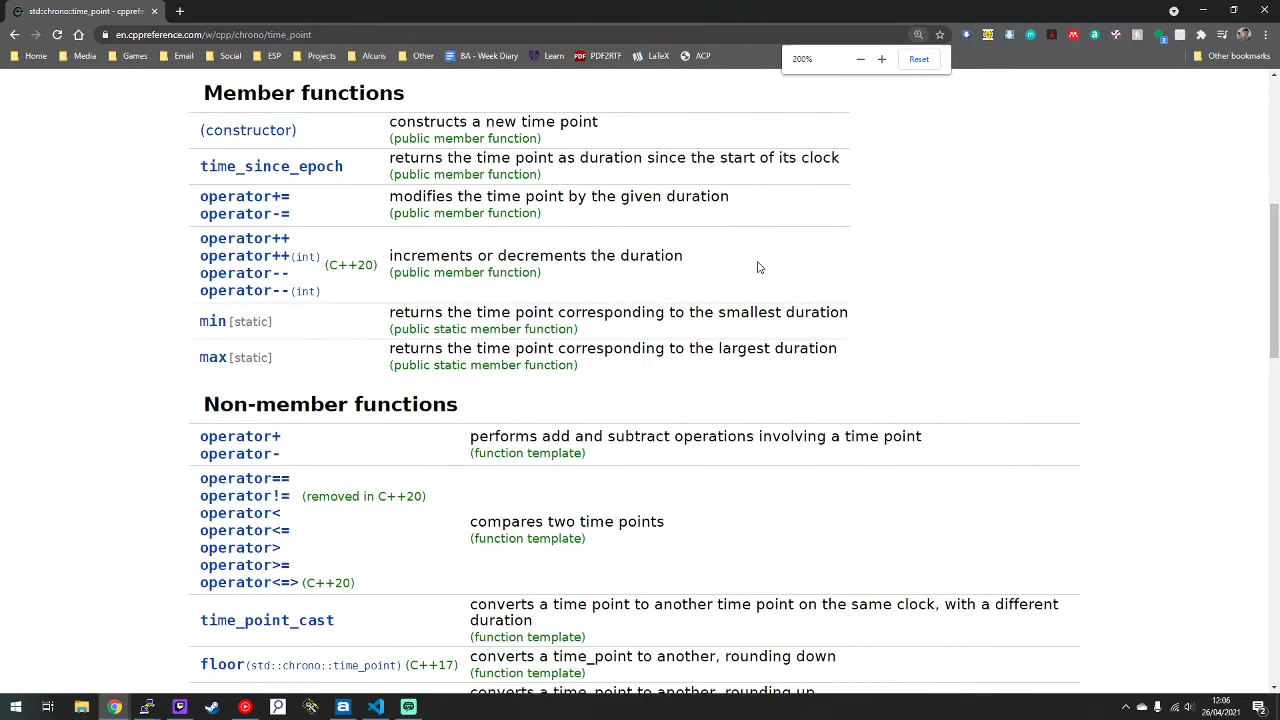 std::chrono::time_point - cpprefe
en.cppreference.com/w/cpp/chrono/time_point
Home
Media
Games
Email
Social
ESP
Projects
Alcuris
Other
BA - Week Diary
Learn
PDF2RTF
LaTeX
ACP
Other bookmarks
200%
Reset
Member functions
(constructor)
constructs a new time point
(public member function)
time_since_epoch
returns the time point as duration since the start of its clock
(public member function)
operator+=
operator-=
modifies the time point by the given duration
(public member function)
operator++
operator++(int)
operator--
operator--(int)
(C++20)
increments or decrements the duration
(public member function)
min [static]
returns the time point corresponding to the smallest duration
(public static member function)
max [static]
returns the time point corresponding to the largest duration
(public static member function)
Non-member functions
operator+
operator-
performs add and subtract operations involving a time point
(function template)
operator==
operator!= (removed in C++20)
operator<
operator<=
operator>
operator>=
operator<=> (C++20)
compares two time points
(function template)
time_point_cast
converts a time point to another time point on the same clock, with a different
duration
(function template)
floor(std::chrono::time_point) (C++17)
converts a time_point to another, rounding down
(function template)
converts a time_point to another, rounding up
12:06
26/04/2021